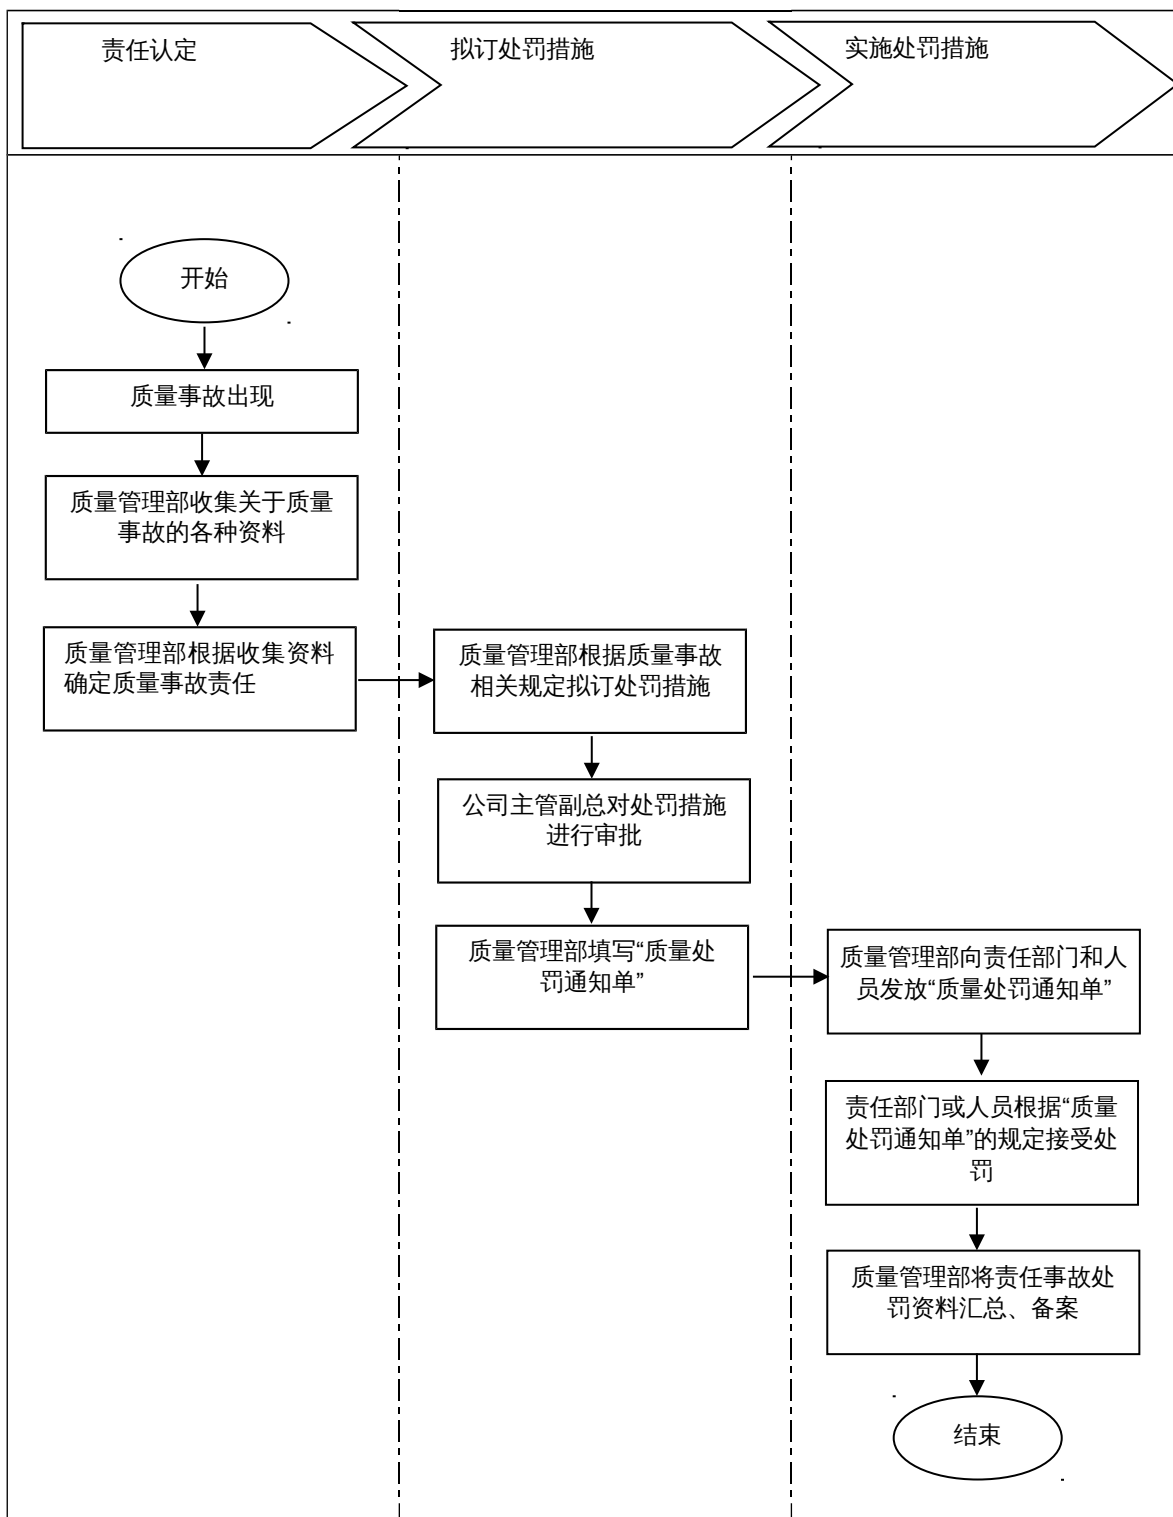 责任认定
拟订处罚措施
实施处罚措施
开始
质量事故出现
质量管理部收集关于质量
事故的各种资料
质量管理部根据收集资料
确定质量事故责任
质量管理部根据质量事故
相关规定拟订处罚措施
公司主管副总对处罚措施
进行审批
质量管理部填写“质量处
罚通知单”
质量管理部向责任部门和人
员发放“质量处罚通知单”
责任部门或人员根据“质量
处罚通知单”的规定接受处
罚
质量管理部将责任事故处
罚资料汇总、备案
结束